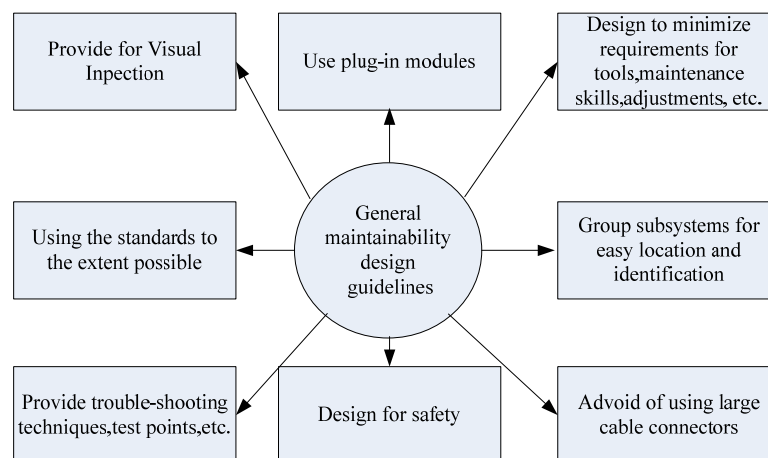 Provide for Visual
Inpection
Use plug-in modules
Design to minimize
requirements for
tools,maintenance
skills,adjustments, etc.
General
maintainability
design
guidelines
Using the standards to
the extent possible
Group subsystems for
easy location and
identification
Provide trouble-shooting
techniques,test points,etc.
Design for safety
Advoid of using large
cable connectors